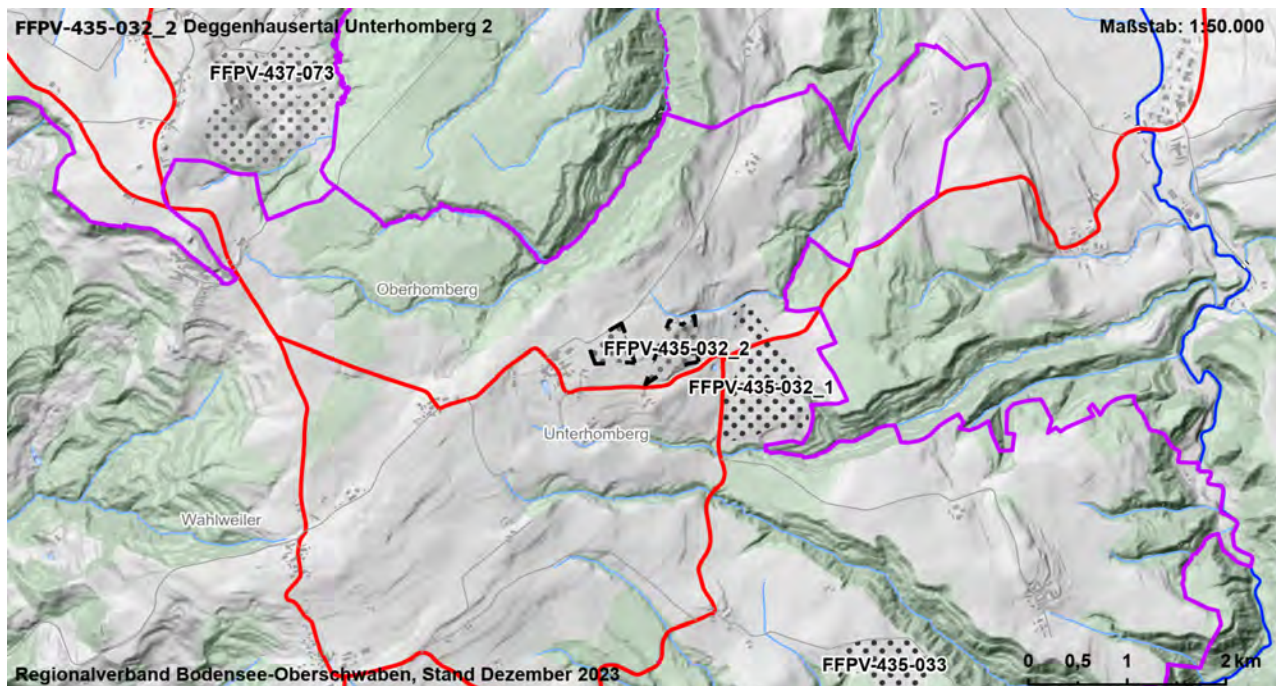 FFPV-435-032_2 Deggenhausertal Unterhomberg 2
Maßstab: 1:50.000
FFPV-437-073
Oberhomberg
FFPV-435-032_2
FFPV-435-032_1
Unterhomberg
Wahlweiler
FFPV-435-033
0 0,5 1 2 km
Regionalverband Bodensee-Oberschwaben, Stand Dezember 2023